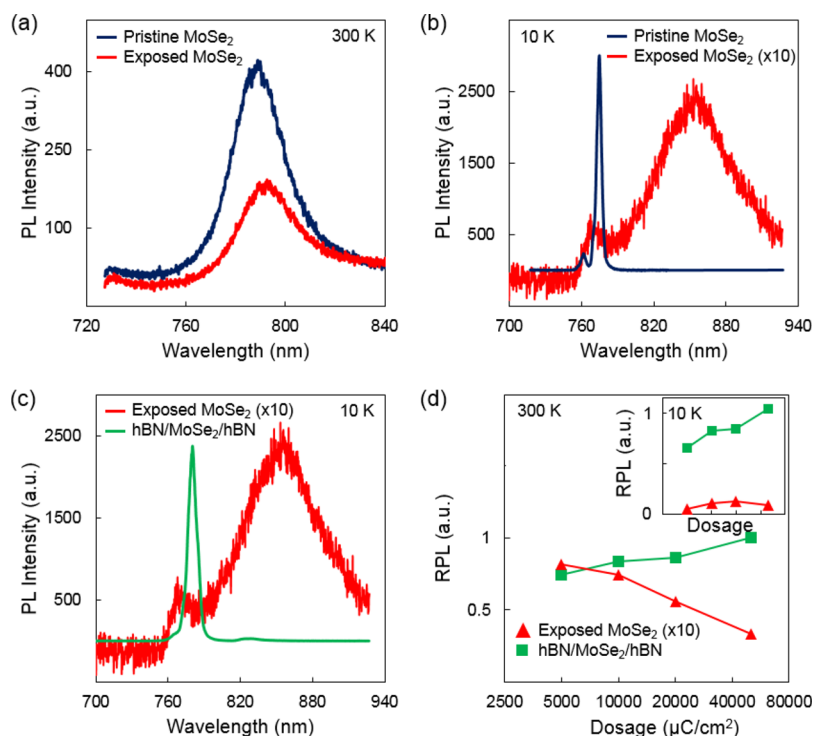 (a)
Pristine MoSe₂
Exposed MoSe₂
300 K
400
250
100
PL Intensity (a.u.)
720 760 800 840
Wavelength (nm)
(b)
10 K
Pristine MoSe₂
Exposed MoSe₂ (x10)
2500
1500
500
PL Intensity (a.u.)
700 760 820 880 940
Wavelength (nm)
(c)
Exposed MoSe₂ (x10)
hBN/MoSe₂/hBN
10 K
2500
1500
500
PL Intensity (a.u.)
700 760 820 880 940
Wavelength (nm)
(d)
300 K
1
10 K
RPL (a.u.)
0
Dosage
1
0.5
RPL (a.u.)
Exposed MoSe₂ (x10)
hBN/MoSe₂/hBN
2500 5000 10000 20000 40000 80000
Dosage (µC/cm²)